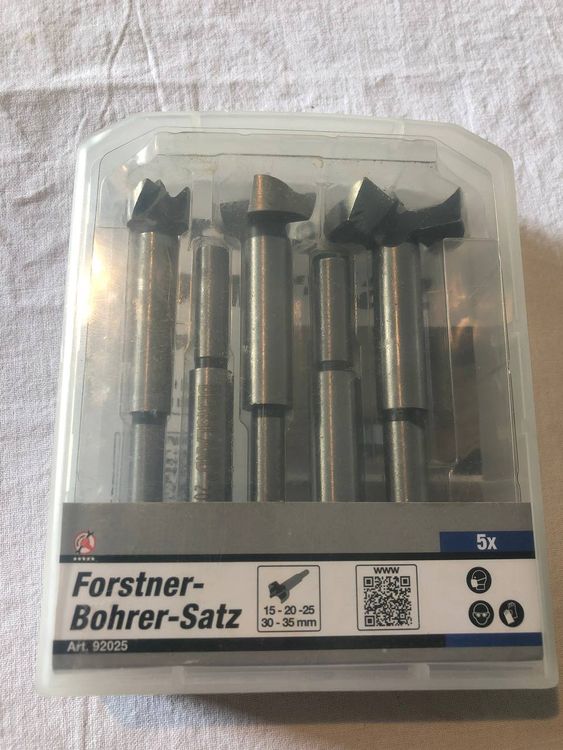 5x
Forstner-
Bohrer-Satz
Art. 92025
15 - 20 -25
30 - 35 mm
WWW